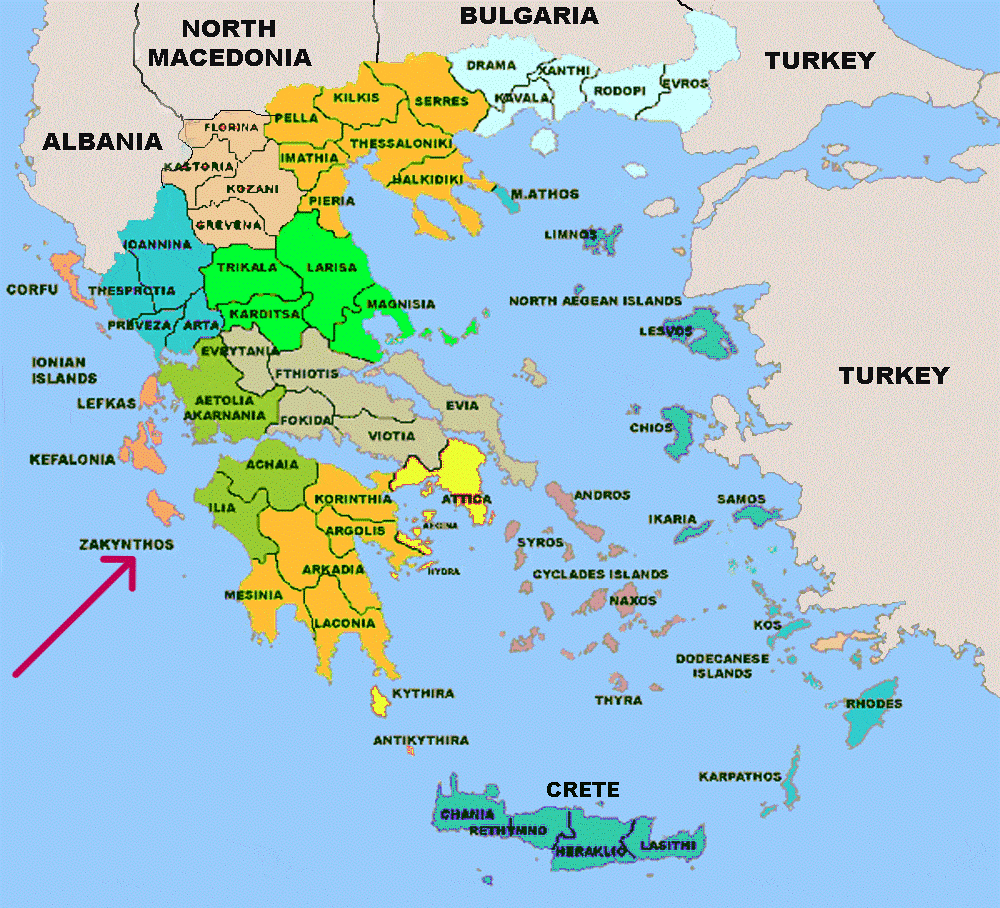 BULGARIA
NORTH
MACEDONIA
TURKEY
DRAMA
XANTHI
KAVALA
RODOPI
EVROS
KILKIS
SERRES
PELLA
FLORINA
ALBANIA
THESSALONIKI
IMATHIA
KASTORIA
HALKIDIKI
KOZANI
M.ATHOS
PIERIA
GREVENA
LIMNOS
IOANNINA
TRIKALA
LARISA
CORFU
THESPROTIA
NORTH AEGEAN ISLANDS
MAGNISIA
KARDITSA
PREVEZA
ARTA
LESVOS
EVRYTANIA
IONIAN
ISLANDS
FTHIOTIS
TURKEY
LEFKAS
AETOLIA
AKARNANIA
EVIA
FOKIDA
CHIOS
VIOTIA
KEFALONIA
ACHAIA
KORINTHIA
ATTICA
ANDROS
SAMOS
ILIA
IKARIA
AEGINA
ARGOLIS
ZAKYNTHOS
SYROS
ARKADIA
HYDRA
CYCLADES ISLANDS
MESINIA
NAXOS
LACONIA
KOS
DODECANESE
ISLANDS
KYTHIRA
THYRA
RHODES
ANTIKYTHIRA
KARPATHOS
CRETE
CHANIA
RETHYMNO
HERAKLIO
LASITHI